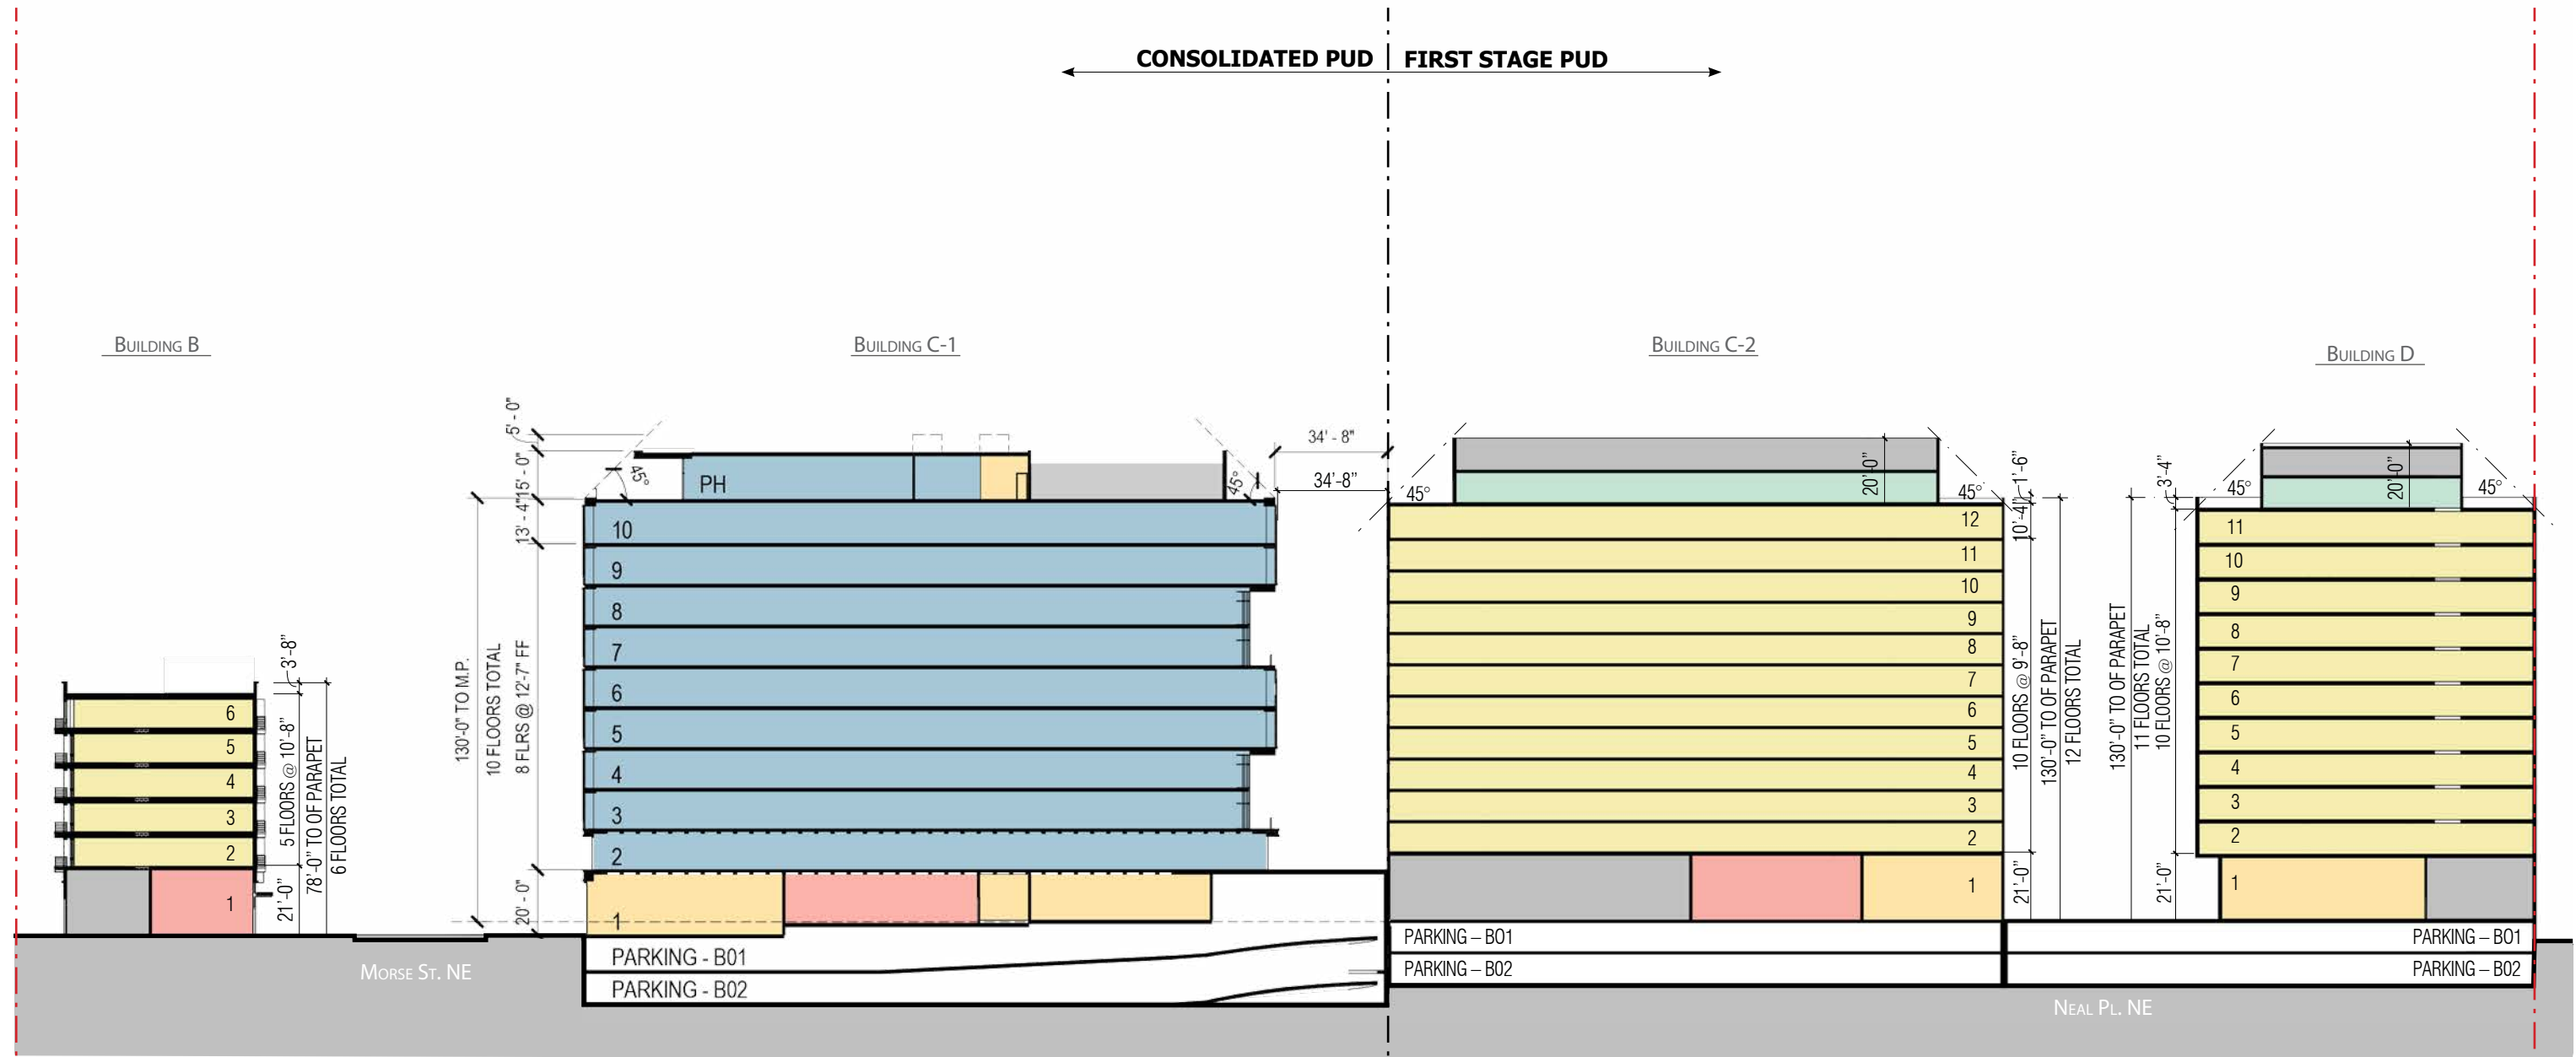 CONSOLIDATED PUD
FIRST STAGE PUD
Building B
Building C-1
Building C-2
Building D
6
5
4
3
2
1
3'-8"
5 FLOORS @ 10'-8"
21'-0"
78'-0" TO OF PARAPET
6 FLOORS TOTAL
Morse St. NE
5' - 0"
15' - 0"
13' - 4"
130'-0" TO M.P.
10 FLOORS TOTAL
8 FLRS @ 12'-7" FF
20' - 0"
45°
PH
45°
10
9
8
7
6
5
4
3
2
1
PARKING - B01
PARKING - B02
34' - 8"
34'-8"
45°
20'-0"
45°
12
11
10
9
8
7
6
5
4
3
2
1
PARKING – BO1
PARKING – B02
1'-6"
10'-4"
10 FLOORS @ 9'-8"
21'-0"
130'-0" TO OF PARAPET
12 FLOORS TOTAL
130'-0" TO OF PARAPET
11 FLOORS TOTAL
10 FLOORS @ 10'-8"
3'-4"
21'-0"
45°
20'-0"
45°
11
10
9
8
7
6
5
4
3
2
1
PARKING – BO1
PARKING – B02
Neal Pl. NE